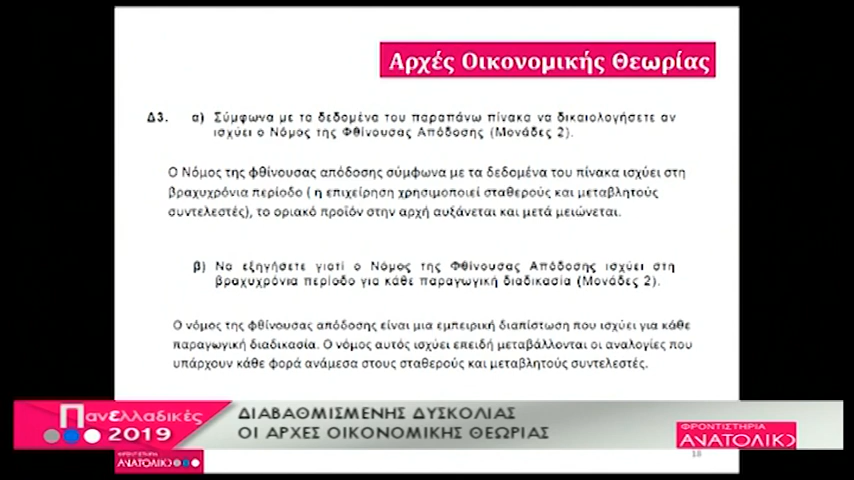 Αρχές Οικονομικής Θεωρίας
Δ3. α) Σύμφωνα με τα δεδομένα του παραπάνω πίνακα να δικαιολογήσετε αν
ισχύει ο Νόμος της Φθίνουσας Απόδοσης (Μονάδες 2).
Ο Νόμος της φθίνουσας απόδοσης σύμφωνα με τα δεδομένα του πίνακα ισχύει στη
βραχυχρόνια περίοδο ( η επιχείρηση χρησιμοποιεί σταθερούς και μεταβλητούς
συντελεστές), το οριακό προϊόν στην αρχή αυξάνεται και μετά μειώνεται.
β) Να εξηγήσετε γιατί ο Νόμος της Φθίνουσας Απόδοσης ισχύει στη
βραχυχρόνια περίοδο για κάθε παραγωγική διαδικασία (Μονάδες 2).
Ο νόμος της φθίνουσας απόδοσης είναι μια εμπειρική διαπίστωση που ισχύει για κάθε
παραγωγική διαδικασία. Ο νόμος αυτός ισχύει επειδή μεταβάλλονται οι αναλογίες που
υπάρχουν κάθε φορά ανάμεσα στους σταθερούς και μεταβλητούς συντελεστές.
Πανελλαδικές
2019
ΔΙΑΒΑΘΜΙΣΜΕΝΗΣ ΔΥΣΚΟΛΙΑΣ
ΟΙ ΑΡΧΕΣ ΟΙΚΟΝΟΜΙΚΗΣ ΘΕΩΡΙΑΣ
ΦΡΟΝΤΙΣΤΗΡΙΑ
ΑΝΑΤΟΛΙΚΟ
ΦΡΟΝΤΙΣΤΗΡΙΑ
ΑΝΑΤΟΛΙΚΟ
18